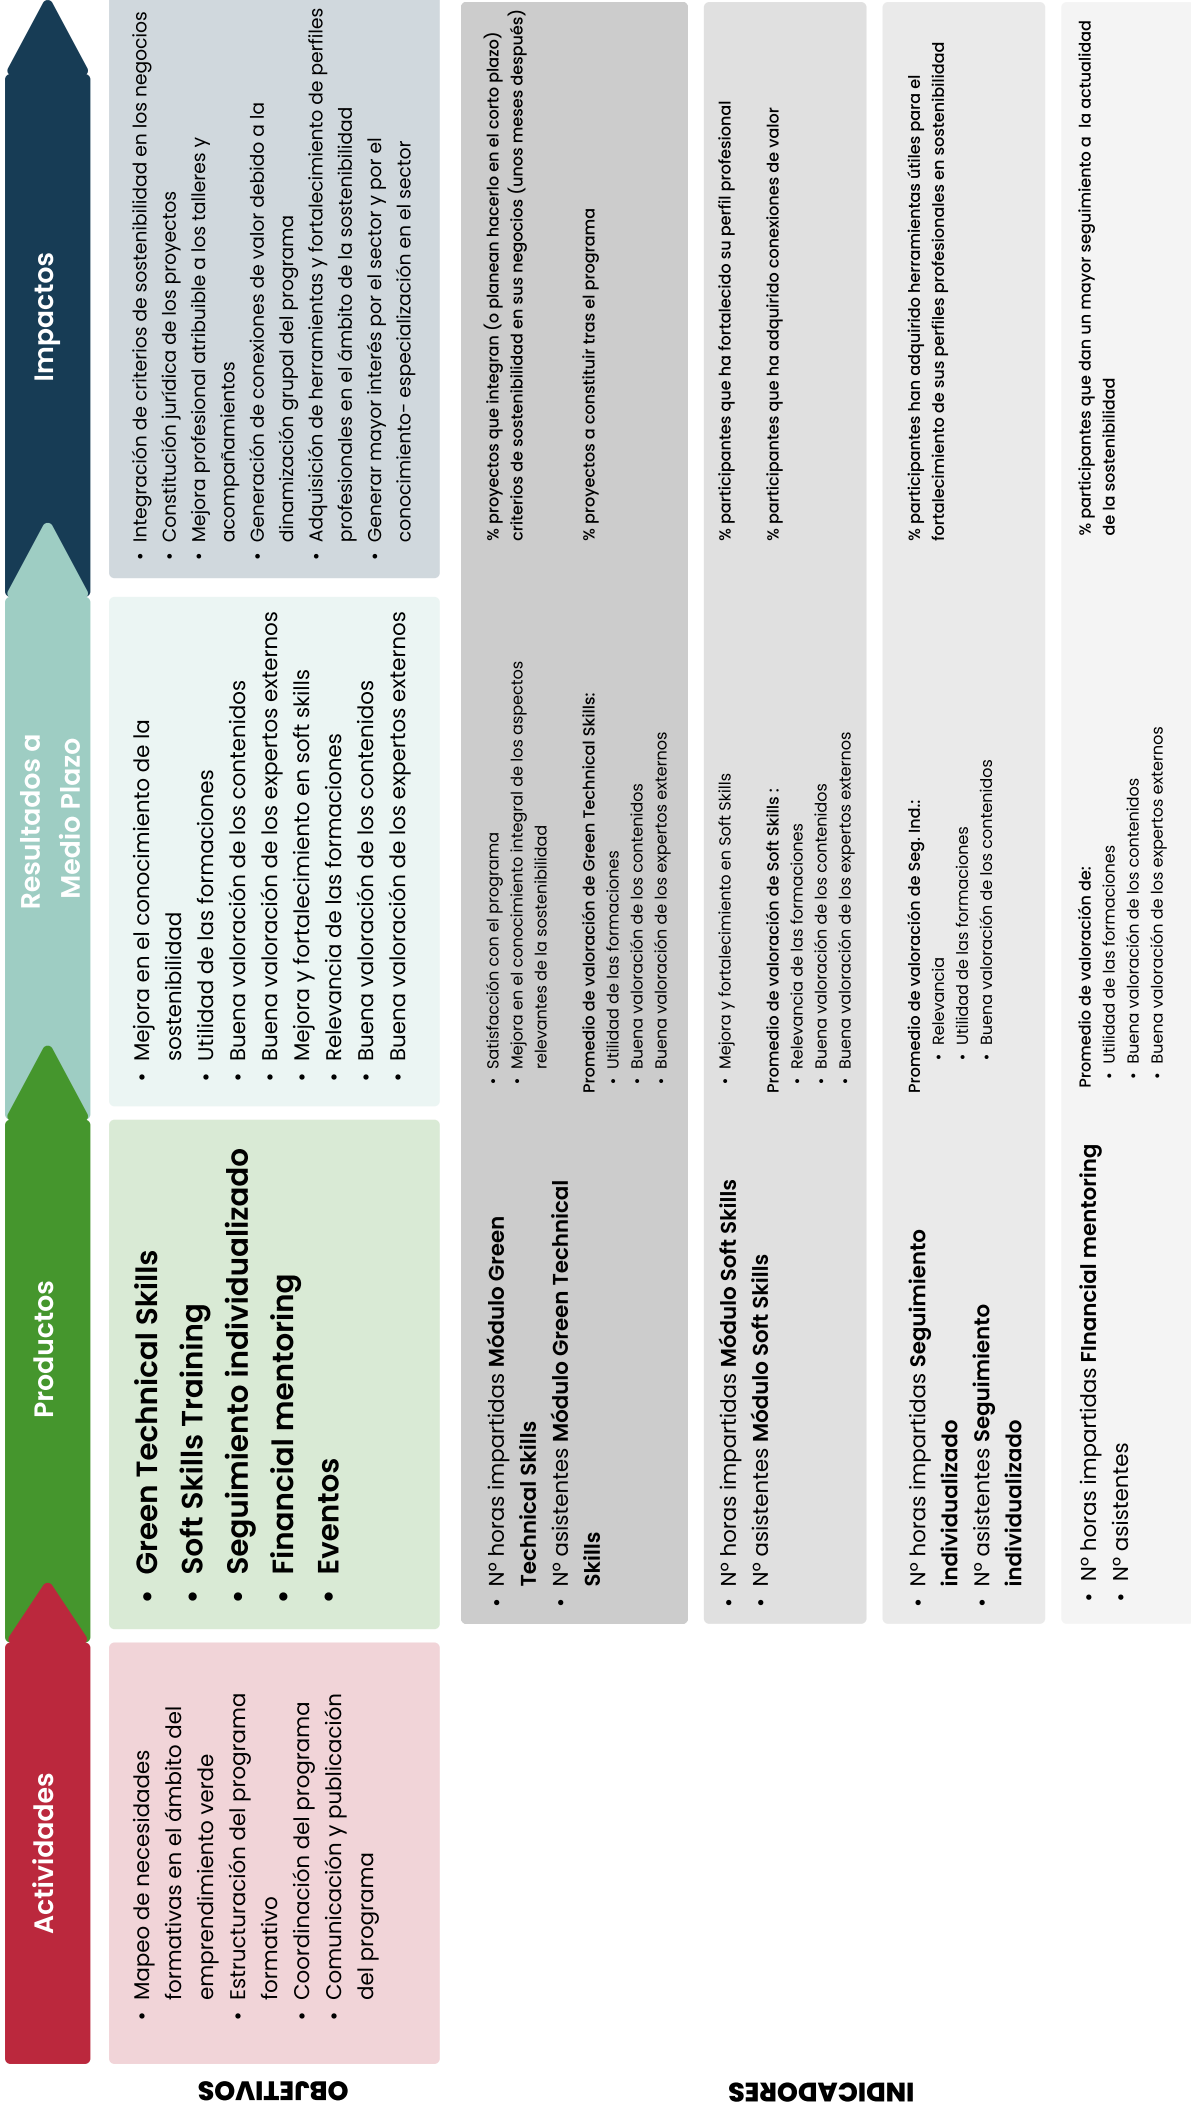 Actividades
Productos
Resultados a
Medio Plazo
Impactos
OBJETIVOS
• Mapeo de necesidades
formativas en el ámbito del
emprendimiento verde
• Estructuración del programa
formativo
• Coordinación del programa
• Comunicación y publicación
del programa
• Green Technical Skills
• Soft Skills Training
• Seguimiento individualizado
• Financial mentoring
• Eventos
• Mejora en el conocimiento de la
sostenibilidad
• Utilidad de las formaciones
• Buena valoración de los contenidos
• Buena valoración de los expertos externos
• Mejora y fortalecimiento en soft skills
• Relevancia de las formaciones
• Buena valoración de los contenidos
• Buena valoración de los expertos externos
• Integración de criterios de sostenibilidad en los negocios
• Constitución jurídica de los proyectos
• Mejora profesional atribuible a los talleres y
acompañamientos
• Generación de conexiones de valor debido a la
dinamización grupal del programa
• Adquisición de herramientas y fortalecimiento de perfiles
profesionales en el ámbito de la sostenibilidad
• Generar mayor interés por el sector y por el
conocimiento- especialización en el sector
INDICADORES
• Nº horas impartidas Módulo Green
Technical Skills
• Nº asistentes Módulo Green Technical
Skills
• Satisfacción con el programa
• Mejora en el conocimiento integral de los aspectos
relevantes de la sostenibilidad
Promedio de valoración de Green Technical Skills:
• Utilidad de las formaciones
• Buena valoración de los contenidos
• Buena valoración de los expertos externos
% proyectos que integran (o planean hacerlo en el corto plazo)
criterios de sostenibilidad en sus negocios (unos meses después)
% proyectos a constituir tras el programa
• Nº horas impartidas Módulo Soft Skills
• Nº asistentes Módulo Soft Skills
• Mejora y fortalecimiento en Soft Skills
Promedio de valoración de Soft Skills :
• Relevancia de las formaciones
• Buena valoración de los contenidos
• Buena valoración de los expertos externos
% participantes que ha fortalecido su perfil profesional
% participantes que ha adquirido conexiones de valor
• Nº horas impartidas Seguimiento
individualizado
• Nº asistentes Seguimiento
individualizado
Promedio de valoración de Seg. Ind.:
• Relevancia
• Utilidad de las formaciones
• Buena valoración de los contenidos
% participantes han adquirido herramientas útiles para el
fortalecimiento de sus perfiles profesionales en sostenibilidad
• Nº horas impartidas FInancial mentoring
• Nº asistentes
Promedio de valoración de:
• Utilidad de las formaciones
• Buena valoración de los contenidos
• Buena valoración de los expertos externos
% participantes que dan un mayor seguimiento a la actualidad
de la sostenibilidad